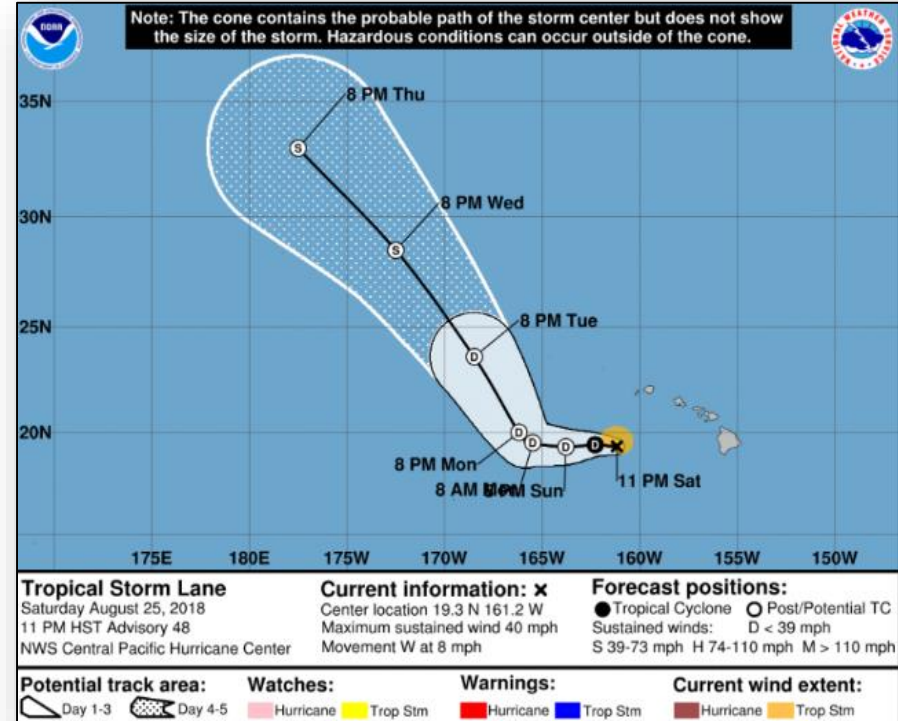 Note: The cone contains the probable path of the storm center but does not show
the size of the storm. Hazardous conditions can occur outside of the cone.
NOAA
NATIONAL WEATHER SERVICE
35N
30N
25N
20N
8 PM Thu
8 PM Wed
8 PM Tue
8 PM Mon
8 AM Mon
8 PM Sun
11 PM Sat
S
S
D
D
D
D
D
175E 180E 175W 170W 165W 160W 155W 150W
Tropical Storm Lane
Saturday August 25, 2018
11 PM HST Advisory 48
NWS Central Pacific Hurricane Center
Current information: x
Center location 19.3 N 161.2 W
Maximum sustained wind 40 mph
Movement W at 8 mph
Forecast positions:
Tropical Cyclone Post/Potential TC
Sustained winds: D < 39 mph
S 39-73 mph H 74-110 mph M > 110 mph
Potential track area:
Day 1-3 Day 4-5
Watches:
Hurricane Trop Stm
Warnings:
Hurricane Trop Stm
Current wind extent:
Hurricane Trop Stm